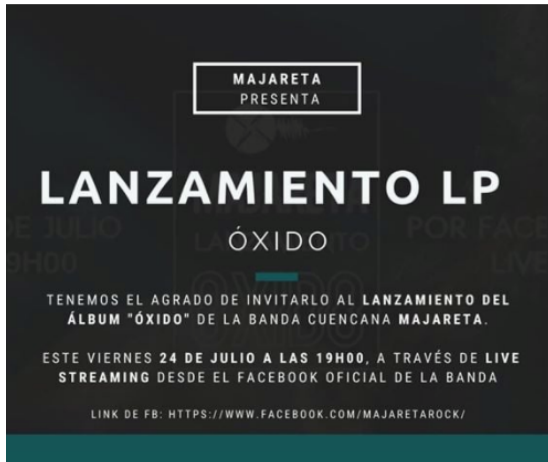 MAJARETA
PRESENTA
LANZAMIENTO LP
ÓXIDO
TENEMOS EL AGRADO DE INVITARLO AL LANZAMIENTO DEL
ÁLBUM "ÓXIDO" DE LA BANDA CUENCANA MAJARETA.
ESTE VIERNES 24 DE JULIO A LAS 19H00, A TRAVÉS DE LIVE
STREAMING DESDE EL FACEBOOK OFICIAL DE LA BANDA
LINK DE FB: HTTPS://WWW.FACEBOOK.COM/MAJARETAROCK/